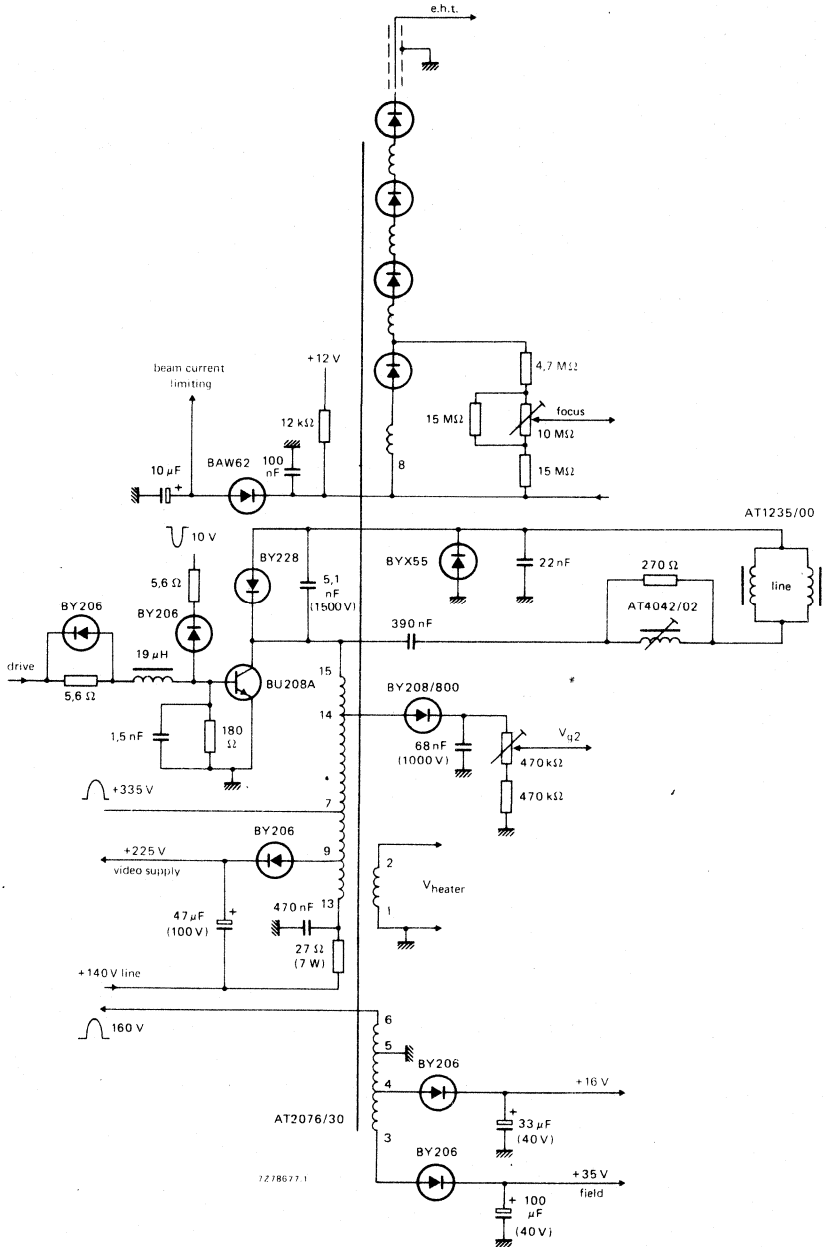 e.h.t.
+12 V
beam current
limiting
4,7 MΩ
12 kΩ
15 MΩ
focus
10 MΩ
15 MΩ
8
10 µF
+
BAW62
100
nF
AT1235/00
10 V
BY228
5,1
nF
(1500 V)
BYX55
22 nF
270 Ω
line
5,6 Ω
BY206
BY206
390 nF
AT4042/02
drive
5,6 Ω
19 µH
BU208A
15
14
BY208/800
1,5 nF
180
Ω
68 nF
(1000 V)
Vg2
470 kΩ
470 kΩ
+335 V
7
BY206
+225 V
video supply
9
2
Vheater
13
1
470 nF
47 µF
(100 V)
+
27 Ω
(7 W)
+140 V line
160 V
6
5
BY206
4
+16 V
AT2076/30
3
+
33 µF
(40 V)
BY206
+35 V
field
7Z78677.1
+
100
µF
(40 V)